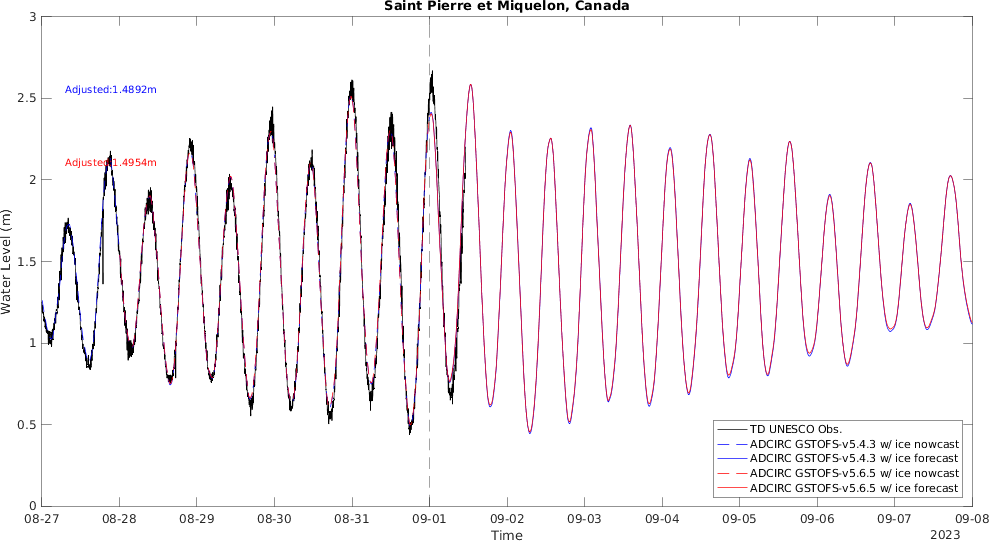 Saint Pierre et Miquelon, Canada
3
2.5
2
1.5
1
0.5
0
Water Level (m)
Adjusted:1.4892m
Adjusted:1.4954m
TD UNESCO Obs.
ADCIRC GSTOFS-v5.4.3 w/ ice nowcast
ADCIRC GSTOFS-v5.4.3 w/ ice forecast
ADCIRC GSTOFS-v5.6.5 w/ ice nowcast
ADCIRC GSTOFS-v5.6.5 w/ ice forecast
08-27 08-28 08-29 08-30 08-31 09-01 09-02 09-03 09-04 09-05 09-06 09-07 09-08
Time
2023